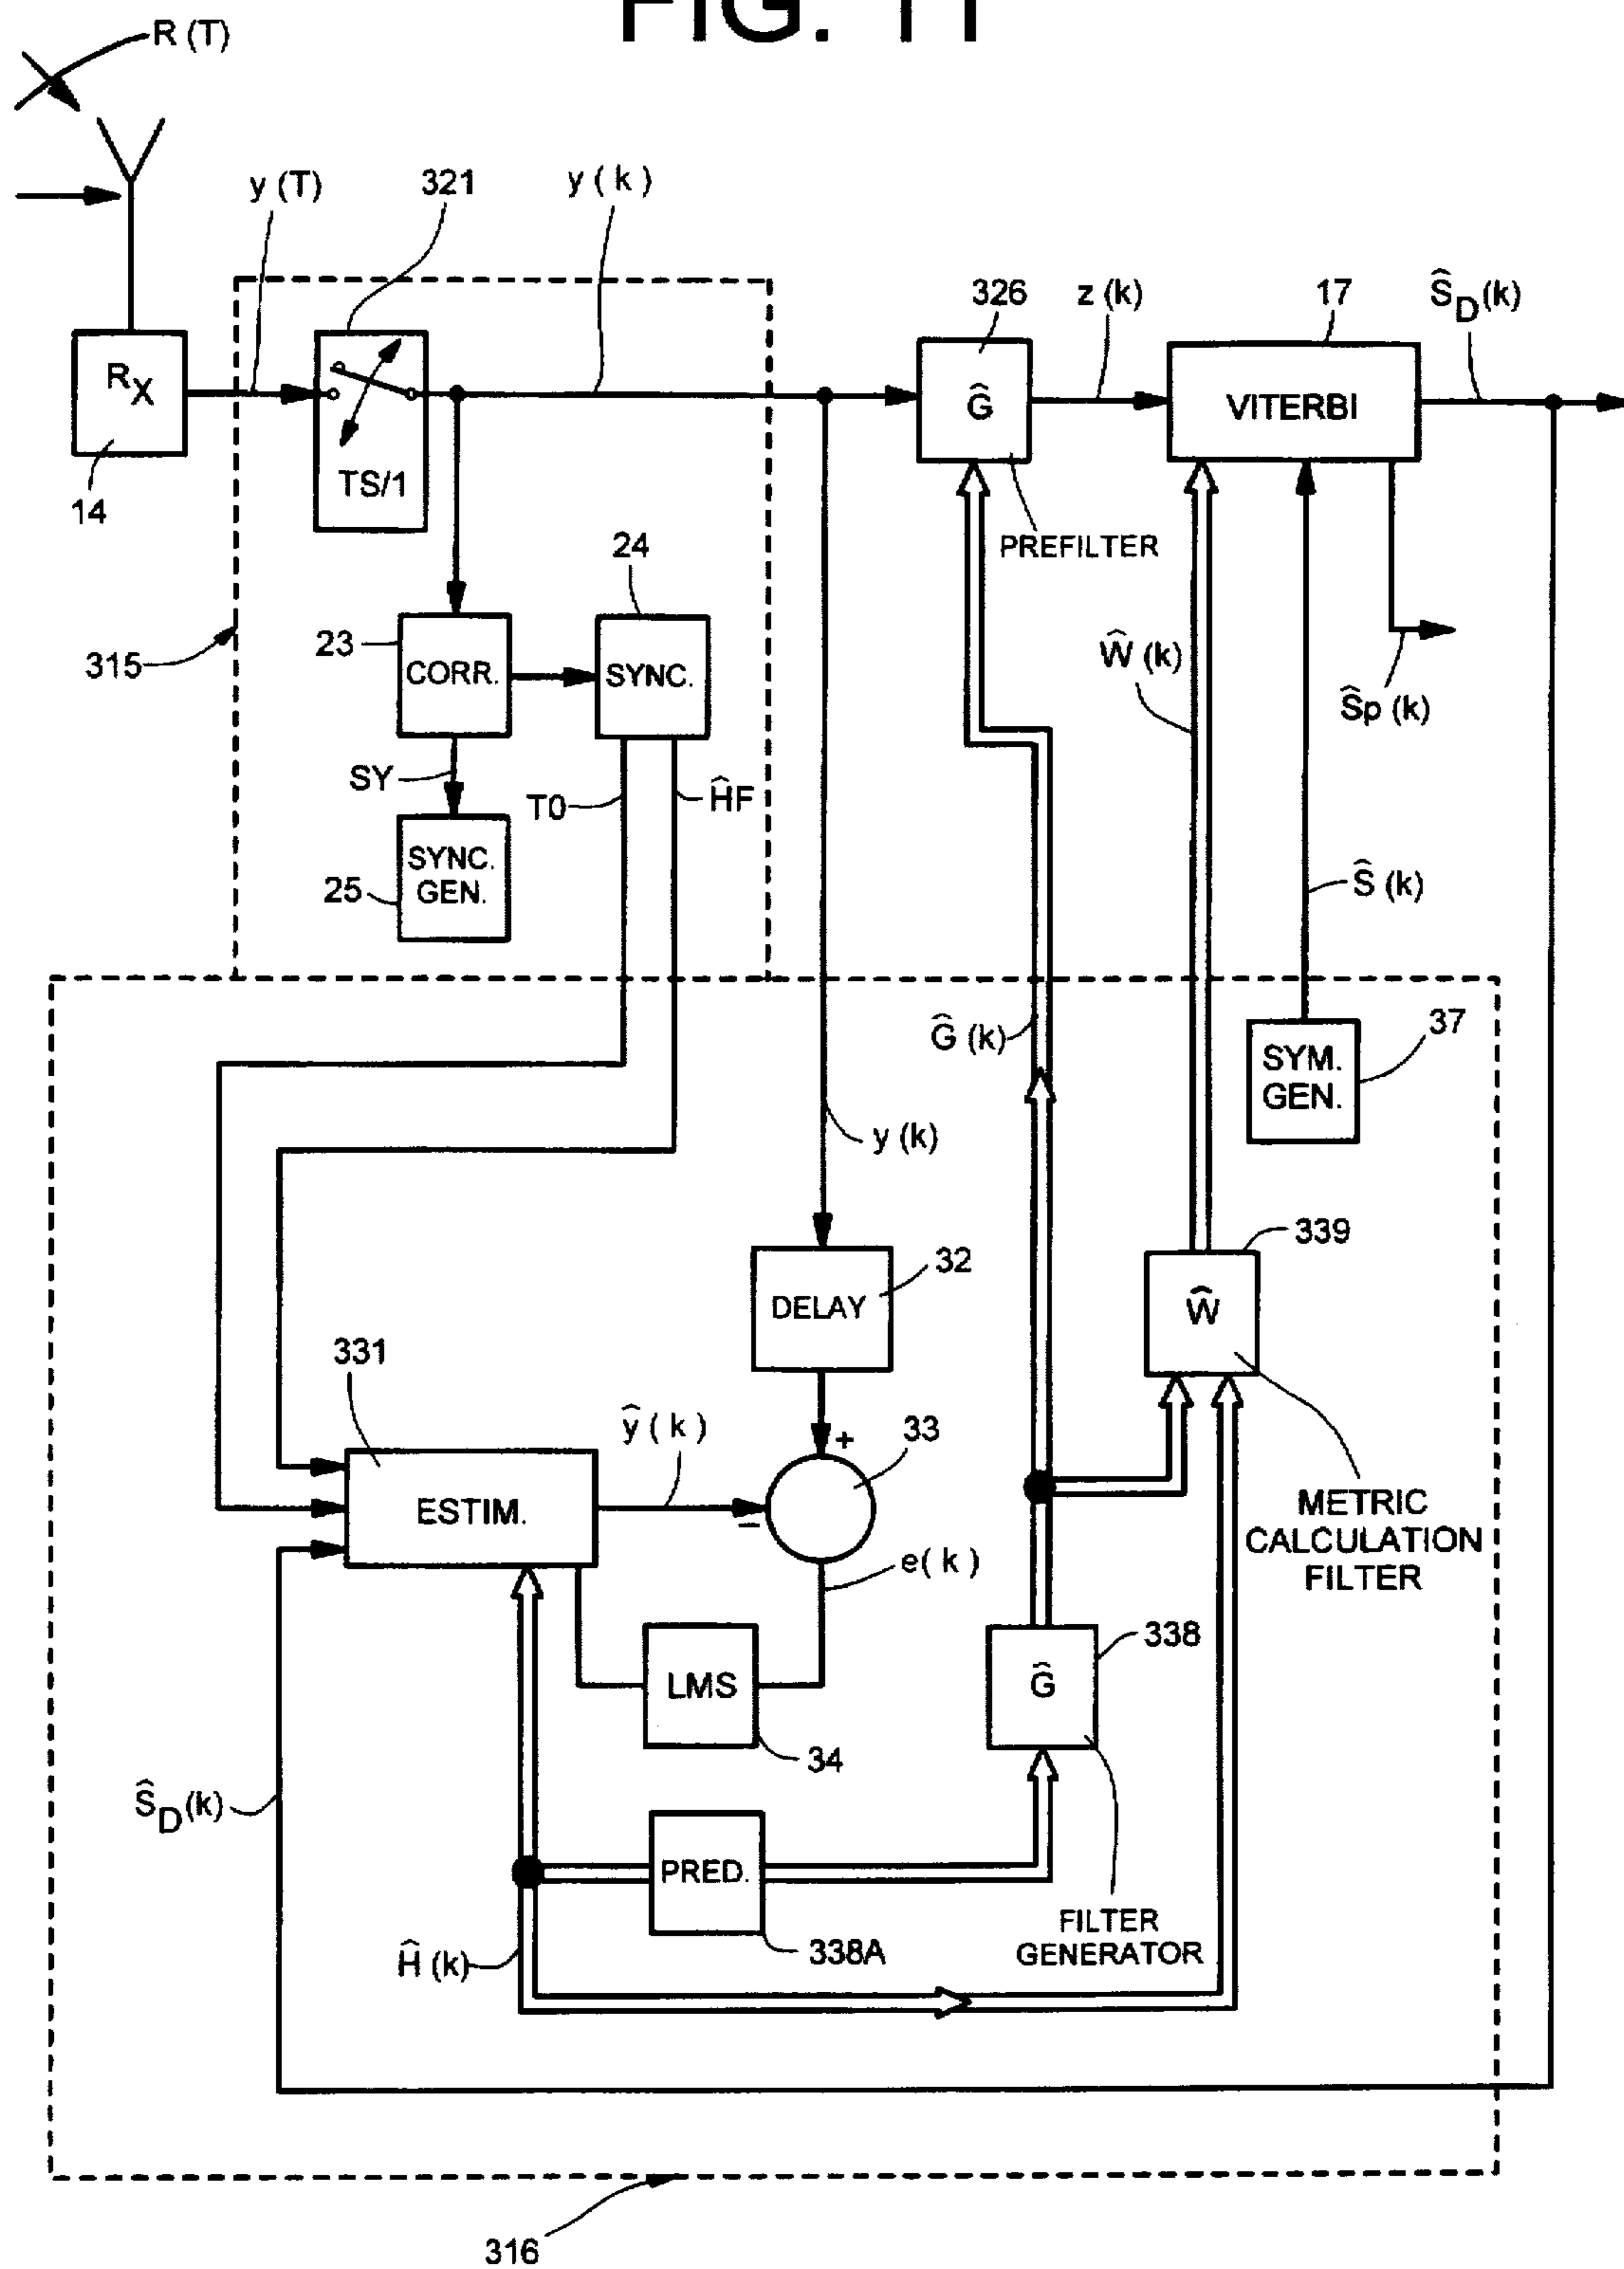 FIG. 11
R (T)
y (T)
321
y ( k )
326
z (k)
17
Ŝ_D(k)
R_X
14
TS/1
Ĝ
VITERBI
PREFILTER
24
315
23
CORR.
SYNC.
Ŵ (k)
Ŝp (k)
SY
T0
ĤF
25
SYNC.
GEN.
Ŝ (k)
Ĝ (k)
37
SYM.
GEN.
y (k)
339
32
DELAY
Ŵ
331
ŷ ( k )
+
33
ESTIM.
−
METRIC
CALCULATION
FILTER
e( k )
338
LMS
Ĝ
34
Ŝ_D(k)
PRED.
FILTER
GENERATOR
Ĥ (k)
338A
316